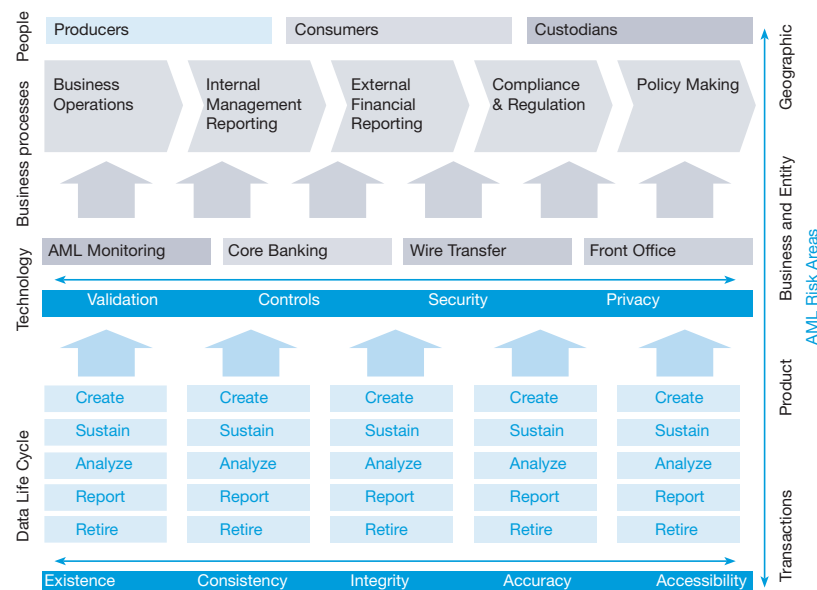 People
Producers
Consumers
Custodians
Business processes
Business
Operations
Internal
Management
Reporting
External
Financial
Reporting
Compliance
& Regulation
Policy Making
Technology
AML Monitoring
Core Banking
Wire Transfer
Front Office
Validation
Controls
Security
Privacy
Data Life Cycle
Create
Create
Create
Create
Create
Sustain
Sustain
Sustain
Sustain
Sustain
Analyze
Analyze
Analyze
Analyze
Analyze
Report
Report
Report
Report
Report
Retire
Retire
Retire
Retire
Retire
Existence
Consistency
Integrity
Accuracy
Accessibility
Geographic
Business and Entity
Product
Transactions
AML Risk Areas